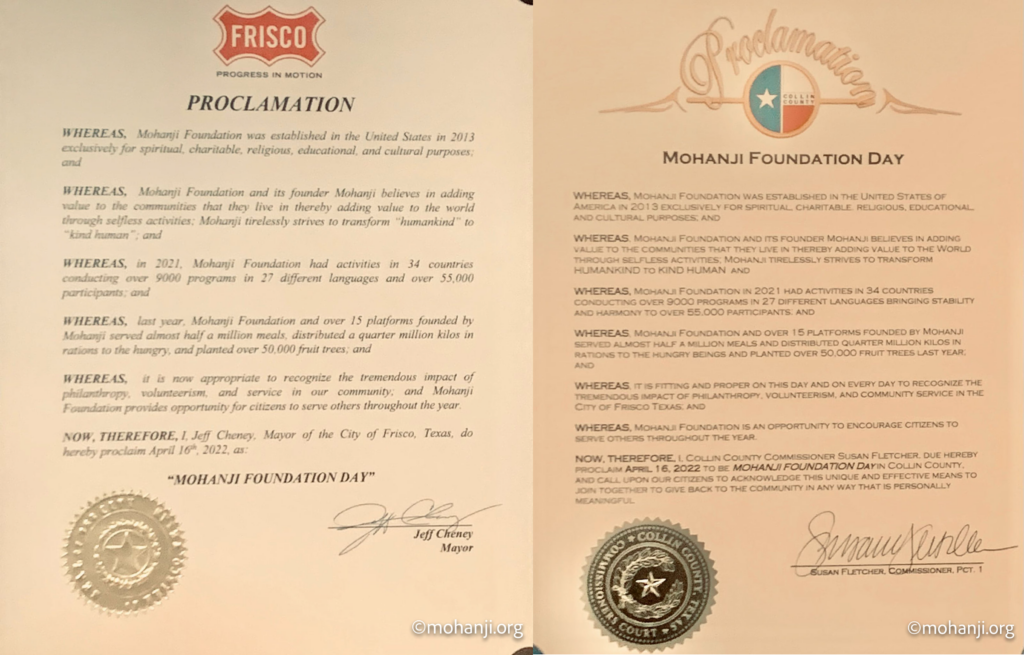 FRISCO
PROGRESS IN MOTION
PROCLAMATION
WHEREAS, Mohanji Foundation was established in the United States in 2013
exclusively for spiritual, charitable, religious, educational, and cultural purposes;
and
WHEREAS, Mohanji Foundation and its founder Mohanji believes in adding
value to the communities that they live in thereby adding value to the world
through selfless activities; Mohanji tirelessly strives to transform "humankind" to
"kind human"; and
WHEREAS, in 2021, Mohanji Foundation had activities in 34 countries
conducting over 9000 programs in 27 different languages and over 55,000
participants; and
WHEREAS, last year, Mohanji Foundation and over 15 platforms founded by
Mohanji served almost half a million meals, distributed a quarter million kilos in
rations to the hungry, and planted over 50,000 fruit trees; and
WHEREAS, it is now appropriate to recognize the tremendous impact of
philanthropy, volunteerism, and service in our community, and Mohanji
Foundation provides opportunity for citizens to serve others throughout the year.
NOW, THEREFORE, I, Jeff Cheney, Mayor of the City of Frisco, Texas, do
hereby proclaim April 16th, 2022, as:
"MOHANJI FOUNDATION DAY"
Jeff Cheney
Mayor
©mohanji.org
Proclamation
COLLIN
COUNTY
MOHANJI FOUNDATION DAY
WHEREAS, MOHANJI FOUNDATION WAS ESTABLISHED IN THE UNITED STATES OF
AMERICA IN 2013 EXCLUSIVELY FOR SPIRITUAL, CHARITABLE, RELIGIOUS, EDUCATIONAL,
AND CULTURAL PURPOSES; AND
WHEREAS, MOHANJI FOUNDATION AND ITS FOUNDER MOHANJI BELIEVES IN ADDING
VALUE TO THE COMMUNITIES THAT THEY LIVE IN THEREBY ADDING VALUE TO THE WORLD
THROUGH SELFLESS ACTIVITIES; MOHANJI TIRELESSLY STRIVES TO TRANSFORM
HUMANKIND TO KIND HUMAN AND
WHEREAS, MOHANJI FOUNDATION IN 2021 HAD ACTIVITIES IN 34 COUNTRIES
CONDUCTING OVER 9000 PROGRAMS IN 27 DIFFERENT LANGUAGES BRINGING STABILITY
AND HARMONY TO OVER 55,000 PARTICIPANTS; AND
WHEREAS, MOHANJI FOUNDATION AND OVER 15 PLATFORMS FOUNDED BY MOHANJI
SERVED ALMOST HALF A MILLION MEALS AND DISTRIBUTED QUARTER MILLION KILOS IN
RATIONS TO THE HUNGRY BEINGS AND PLANTED OVER 50,000 FRUIT TREES LAST YEAR,
AND
WHEREAS, IT IS FITTING AND PROPER ON THIS DAY AND ON EVERY DAY TO RECOGNIZE THE
TREMENDOUS IMPACT OF PHILANTHROPY, VOLUNTEERISM, AND COMMUNITY SERVICE IN THE
CITY OF FRISCO TEXAS; AND
WHEREAS, MOHANJI FOUNDATION IS AN OPPORTUNITY TO ENCOURAGE CITIZENS TO
SERVE OTHERS THROUGHOUT THE YEAR.
NOW, THEREFORE, I, COLLIN COUNTY COMMISSIONER SUSAN FLETCHER, DUE HEREBY
PROCLAIM APRIL 16, 2022 TO BE MOHANJI FOUNDATION DAY IN COLLIN COUNTY,
AND CALL UPON OUR CITIZENS TO ACKNOWLEDGE THIS UNIQUE AND EFFECTIVE MEANS TO
JOIN TOGETHER TO GIVE BACK TO THE COMMUNITY IN ANY WAY THAT IS PERSONALLY
MEANINGFUL.
COMMISSIONERS COURT ★ COLLIN COUNTY, TEXAS
SUSAN FLETCHER, COMMISSIONER, PCT. 1
©mohanji.org